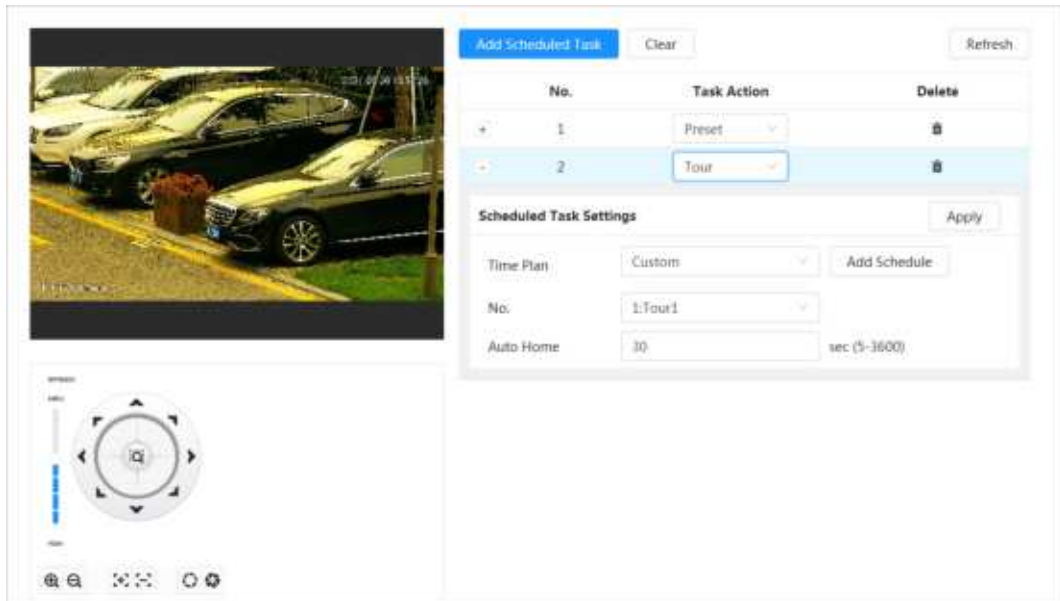 Add Scheduled Task
Clear
Refresh
No.
Task Action
Delete
+
1
Preset
-
2
Tour
Scheduled Task Settings
Apply
Time Plan
Custom
Add Schedule
No.
1:Tour1
Auto Home
30
sec (5-3600)